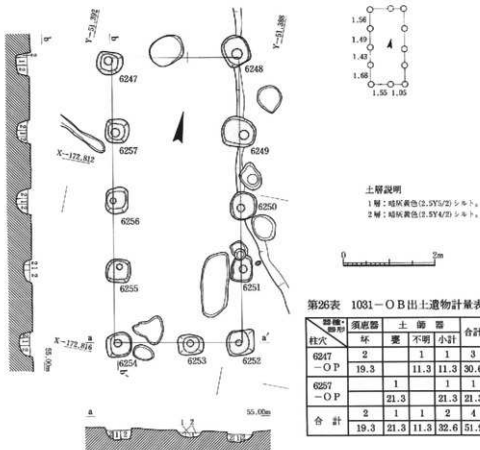 Y-51.392
Y-51.388
b'
b'
6247
6248
1.56
1.49
1.43
1.68
1.55 1.05
6257
6249
X-172.812
6256
6250
土層説明
1層：暗灰黄色(2.5Y5/2)シルト。
2層：暗灰黄色(2.5Y4/2)シルト。
6255
6251
0 2m
X-172.816
a
a'
6254
6253
6252
b'
55.00m
a
55.00m
第26表 1031-OB出土遺物計量表
器種・器形 須恵器 土師器 合計
柱穴 坏 甕 不明 小計
6247 2 1 1 3
-OP 19.3 11.3 11.3 30.6
6257 1 1 1
-OP 21.3 21.3 21.3
合計 2 1 1 2 4
19.3 21.3 11.3 32.6 51.9